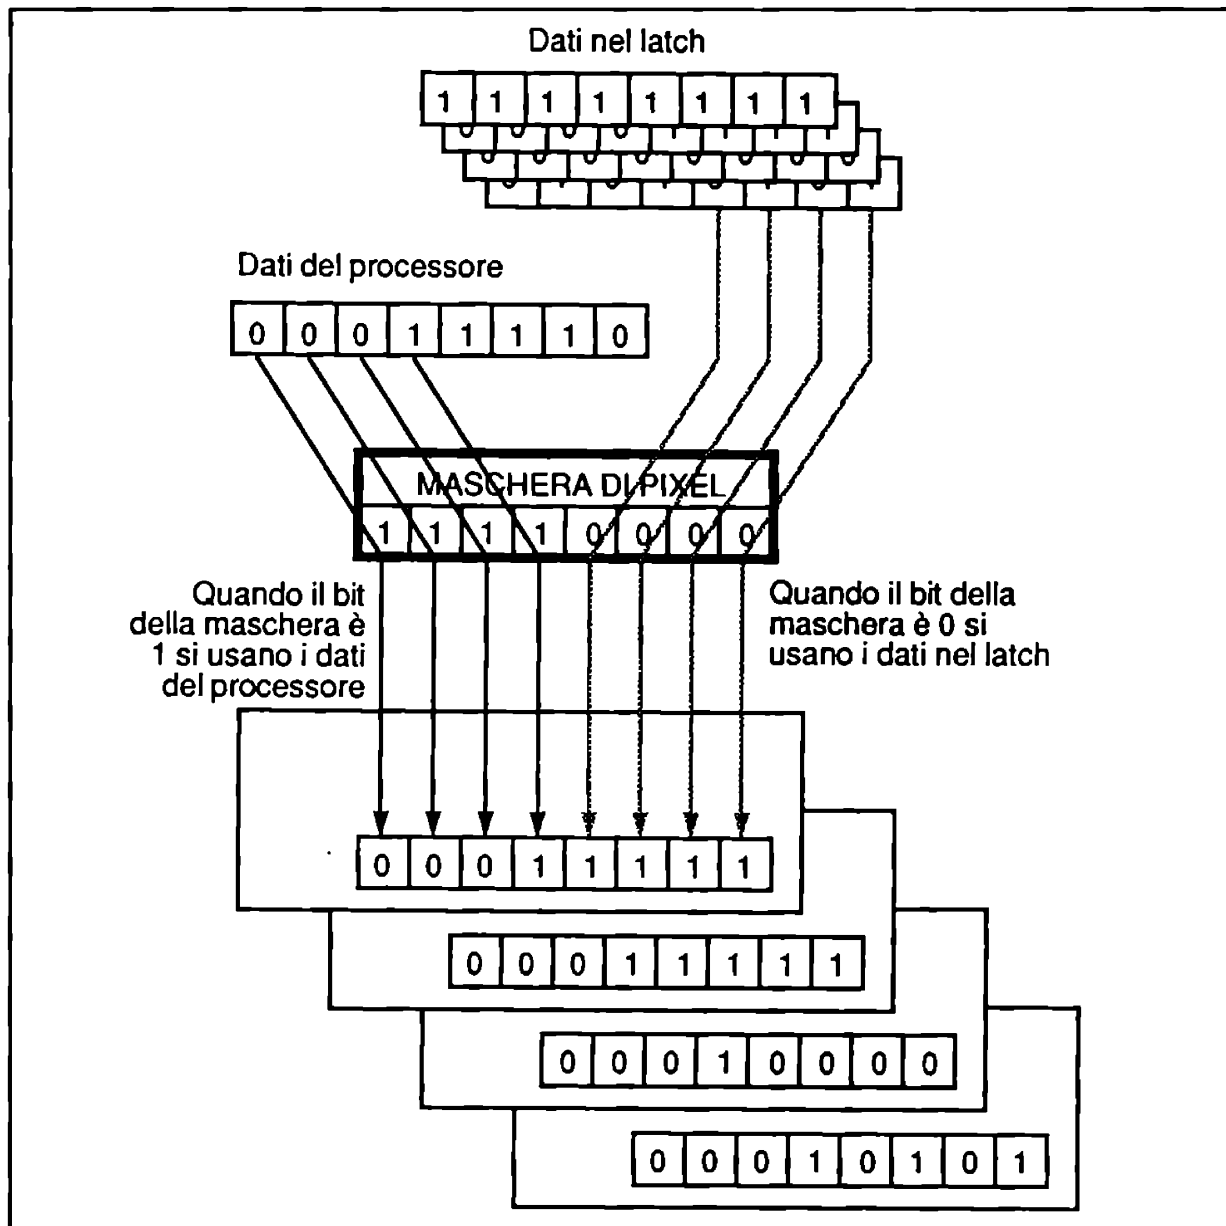 Dati nel latch
1 1 1 1 1 1 1 1
Dati del processore
0 0 0 1 1 1 1 0
MASCHERA DI PIXEL
1 1 1 1 0 0 0 0
Quando il bit
della maschera è
1 si usano i dati
del processore
Quando il bit della
maschera è 0 si
usano i dati nel latch
0 0 0 1 1 1 1 1
0 0 0 1 1 1 1 1
0 0 0 1 0 0 0 0
0 0 0 1 0 1 0 1